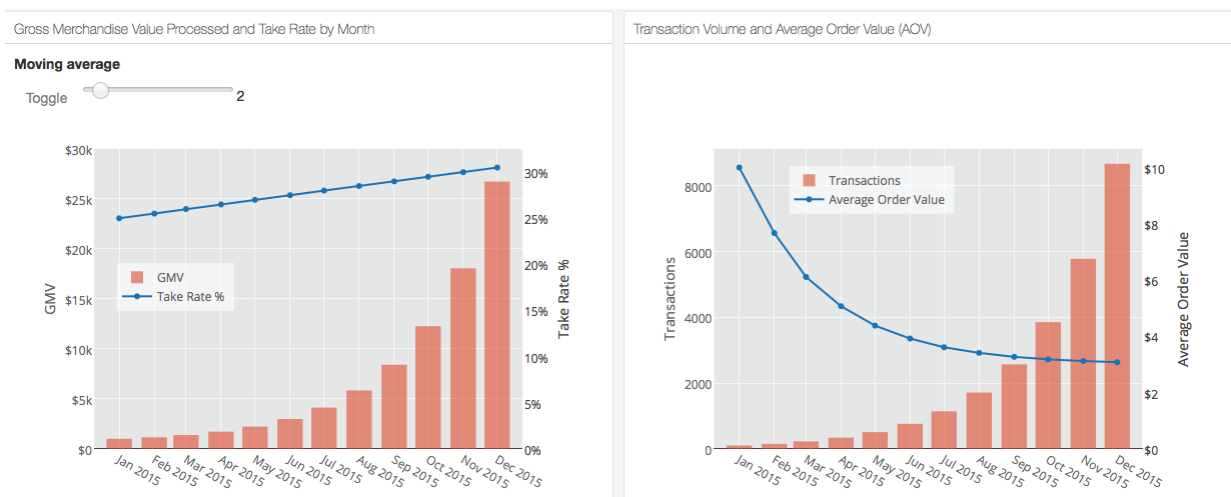 Gross Merchandise Value Processed and Take Rate by Month
Moving average
Toggle
2
$30k
$25k
$20k
$15k
$10k
$5k
$0
GMV
GMV
Take Rate %
30%
25%
20%
15%
10%
5%
0%
Take Rate %
Jan 2015
Feb 2015
Mar 2015
Apr 2015
May 2015
Jun 2015
Jul 2015
Aug 2015
Sep 2015
Oct 2015
Nov 2015
Dec 2015
Transaction Volume and Average Order Value (AOV)
8000
6000
4000
2000
0
Transactions
Transactions
Average Order Value
$10
$8
$6
$4
$2
$0
Average Order Value
Jan 2015
Feb 2015
Mar 2015
Apr 2015
May 2015
Jun 2015
Jul 2015
Aug 2015
Sep 2015
Oct 2015
Nov 2015
Dec 2015